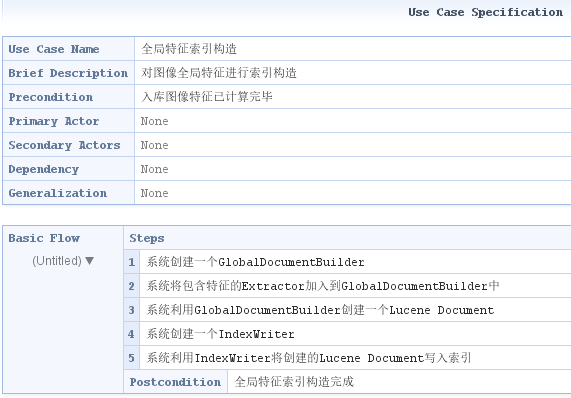 Use Case Specification
Use Case Name 全局特征索引构造
Brief Description 对图像全局特征进行索引构造
Precondition 入库图像特征已计算完毕
Primary Actor None
Secondary Actors None
Dependency None
Generalization None
Basic Flow Steps
(Untitled) ▼ 1 系统创建一个GlobalDocumentBuilder
2 系统将包含特征的Extractor加入到GlobalDocumentBuilder中
3 系统利用GlobalDocumentBuilder创建一个Lucene Document
4 系统创建一个IndexWriter
5 系统利用IndexWriter将创建的Lucene Document写入索引
Postcondition 全局特征索引构造完成